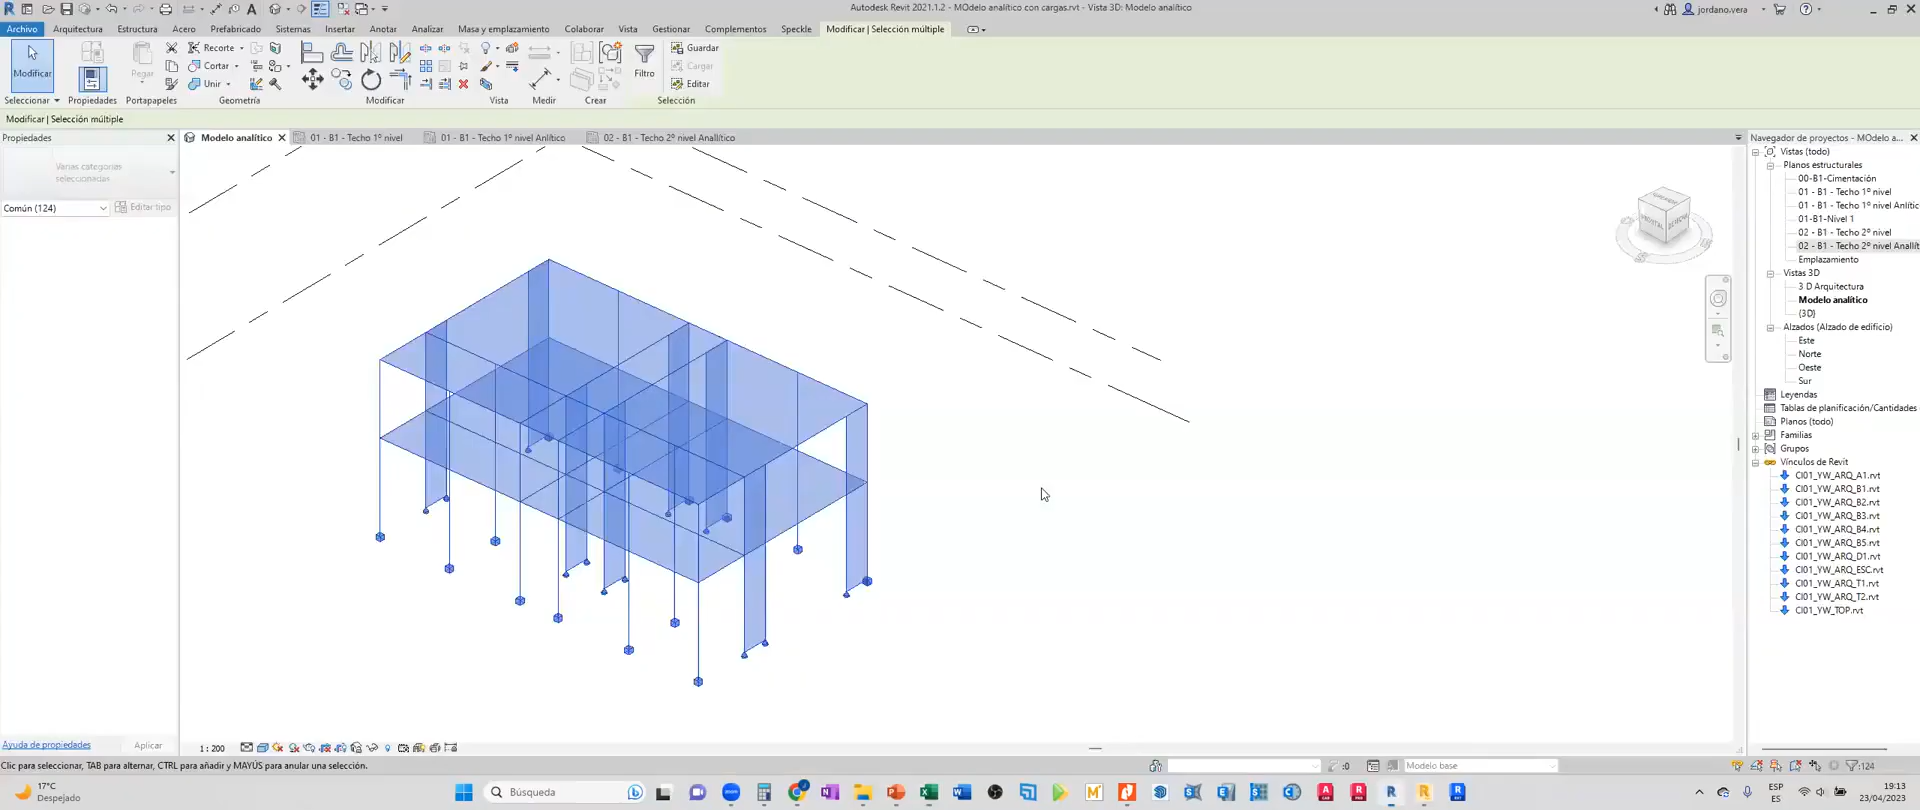 Autodesk Revit 2021.1.2 - MOdelo analítico con cargas.rvt - Vista 3D: Modelo analítico
jordano.vera
Archivo Arquitectura Estructura Acero Prefabricado Sistemas Insertar Anotar Analizar Masa y emplazamiento Colaborar Vista Gestionar Complementos Speckle Modificar | Selección múltiple
Modificar
Pegar
Recorte
Cortar
Unir
Filtro
Guardar
Cargar
Editar
Seleccionar Propiedades Portapapeles Geometría Modificar Vista Medir Crear Selección
Modificar | Selección múltiple
Propiedades
Varias categorías
seleccionadas
Común (124)
Editar tipo
Ayuda de propiedades
Aplicar
Modelo analítico
01 - B1 - Techo 1º nivel
01 - B1 - Techo 1º nivel Anlítico
02 - B1 - Techo 2º nivel Anallítico
Navegador de proyectos - MOdelo a...
Vistas (todo)
Planos estructurales
00-B1-Cimentación
01 - B1 - Techo 1º nivel
01 - B1 - Techo 1º nivel Anlític
01-B1-Nivel 1
02 - B1 - Techo 2º nivel
02 - B1 - Techo 2º nivel Anallít
Emplazamiento
Vistas 3D
3 D Arquitectura
Modelo analítico
{3D}
Alzados (Alzado de edificio)
Este
Norte
Oeste
Sur
Leyendas
Tablas de planificación/Cantidades
Planos (todo)
Familias
Grupos
Vínculos de Revit
CI01_YW_ARQ_A1.rvt
CI01_YW_ARQ_B1.rvt
CI01_YW_ARQ_B2.rvt
CI01_YW_ARQ_B3.rvt
CI01_YW_ARQ_B4.rvt
CI01_YW_ARQ_B5.rvt
CI01_YW_ARQ_D1.rvt
CI01_YW_ARQ_ESC.rvt
CI01_YW_ARQ_T1.rvt
CI01_YW_ARQ_T2.rvt
CI01_YW_TOP.rvt
1 : 200
Clic para seleccionar, TAB para alternar, CTRL para añadir y MAYÚS para anular una selección.
:0
Modelo base
:124
17°C
Despejado
Búsqueda
ESP
ES
19:13
23/04/2023